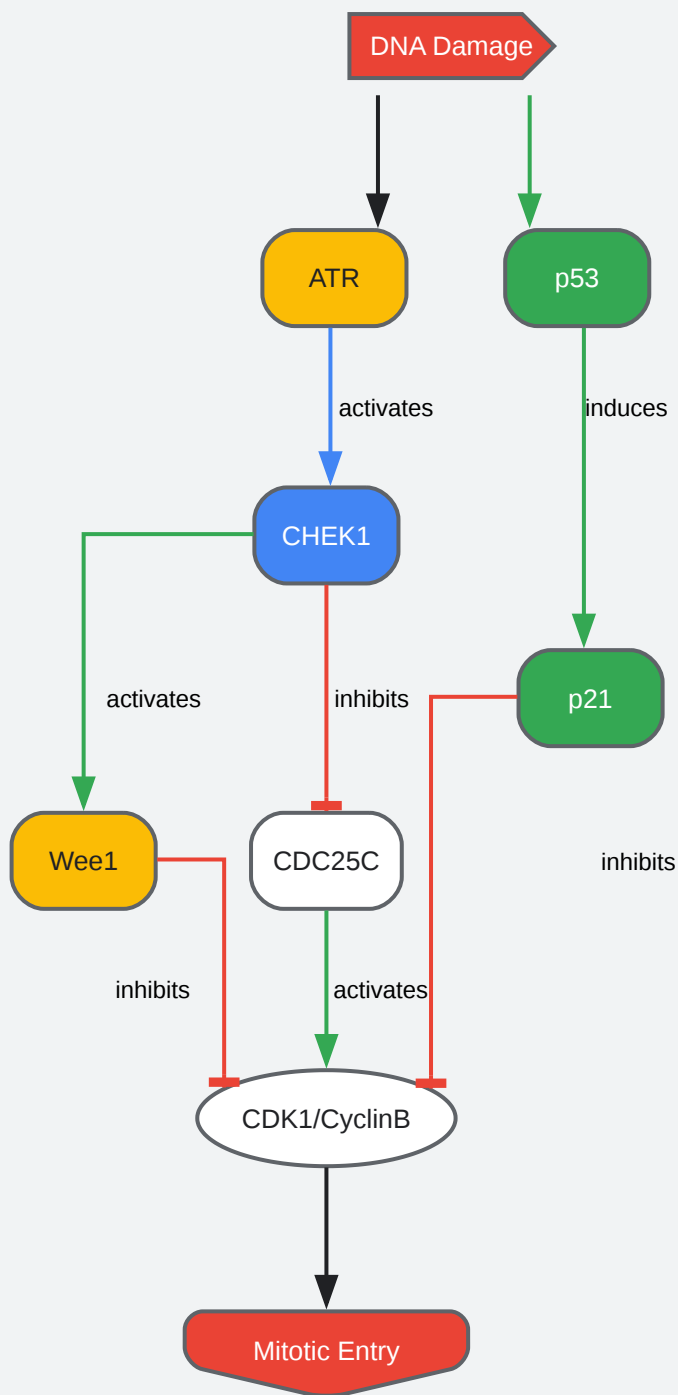 DNA Damage
ATR
p53
activates
induces
CHEK1
activates
inhibits
p21
Wee1
CDC25C
inhibits
inhibits
activates
CDK1/CyclinB
Mitotic Entry